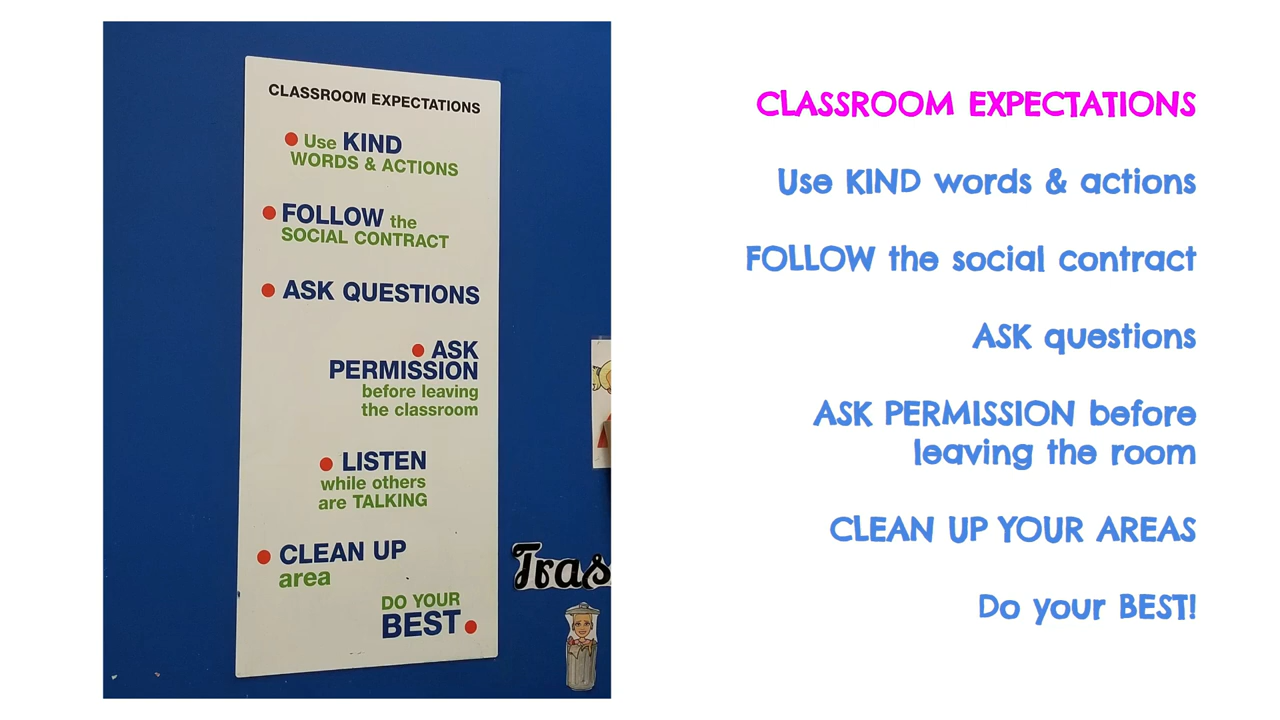 CLASSROOM EXPECTATIONS
Use KIND
WORDS & ACTIONS
FOLLOW the
SOCIAL CONTRACT
ASK QUESTIONS
ASK
PERMISSION
before leaving
the classroom
LISTEN
while others
are TALKING
CLEAN UP
area
DO YOUR
BEST
Tras
CLASSROOM EXPECTATIONS
Use KIND words & actions
FOLLOW the social contract
ASK questions
ASK PERMISSION before
leaving the room
CLEAN UP YOUR AREAS
Do your BEST!